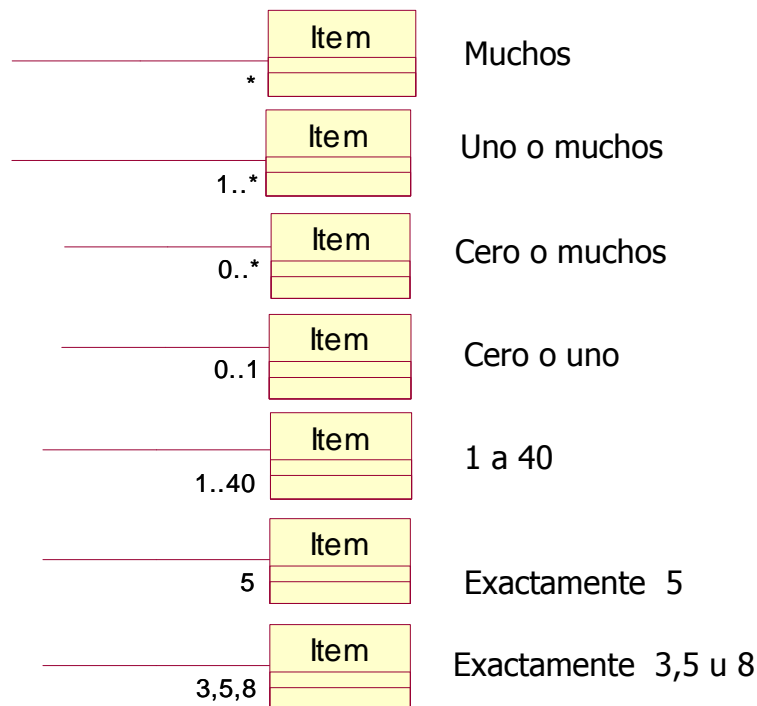 Item
Muchos
*
Item
Uno o muchos
1..*
Item
Cero o muchos
0..*
Item
Cero o uno
0..1
Item
1 a 40
1..40
Item
5
Exactamente 5
Item
Exactamente 3,5 u 8
3,5,8